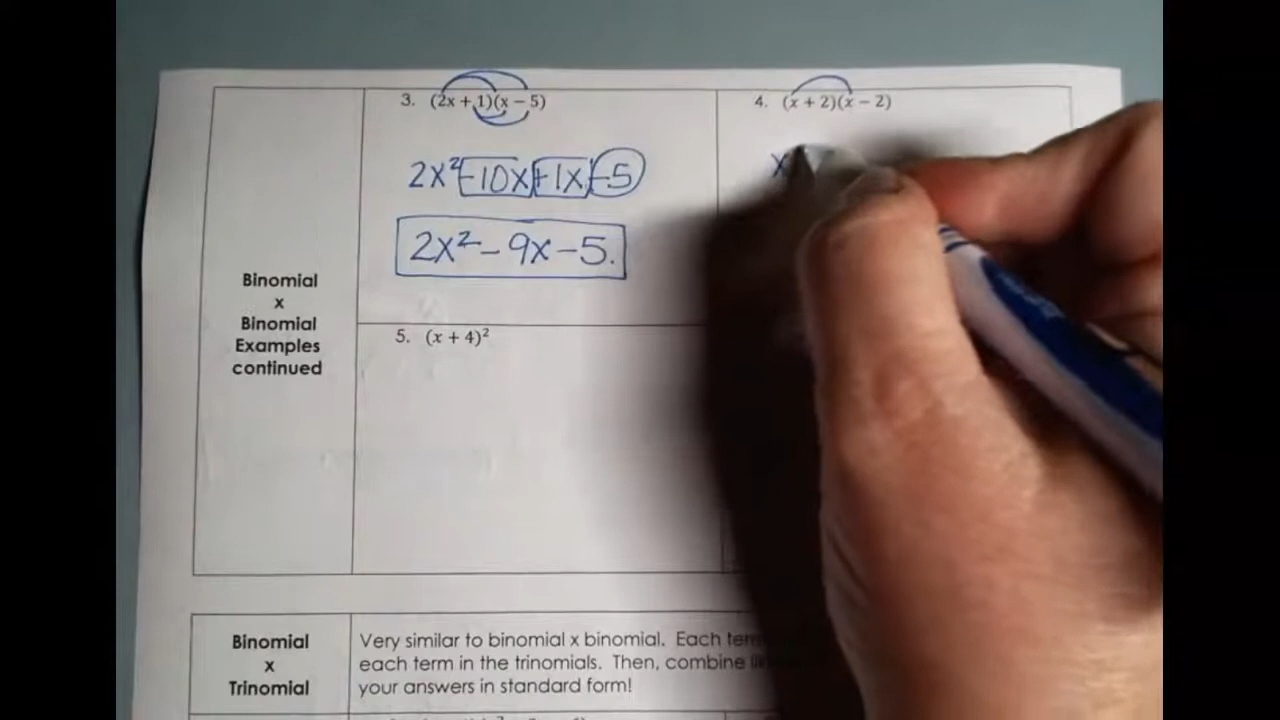 3. (2x + 1)(x − 5)
2x² −10x +1x −5
2x² − 9x − 5.
4. (x + 2)(x − 2)
x
Binomial
x
Binomial
Examples
continued
5. (x + 4)²
Binomial
x
Trinomial
Very similar to binomial x binomial. Each
each term in the trinomials. Then, combine
your answers in standard form!